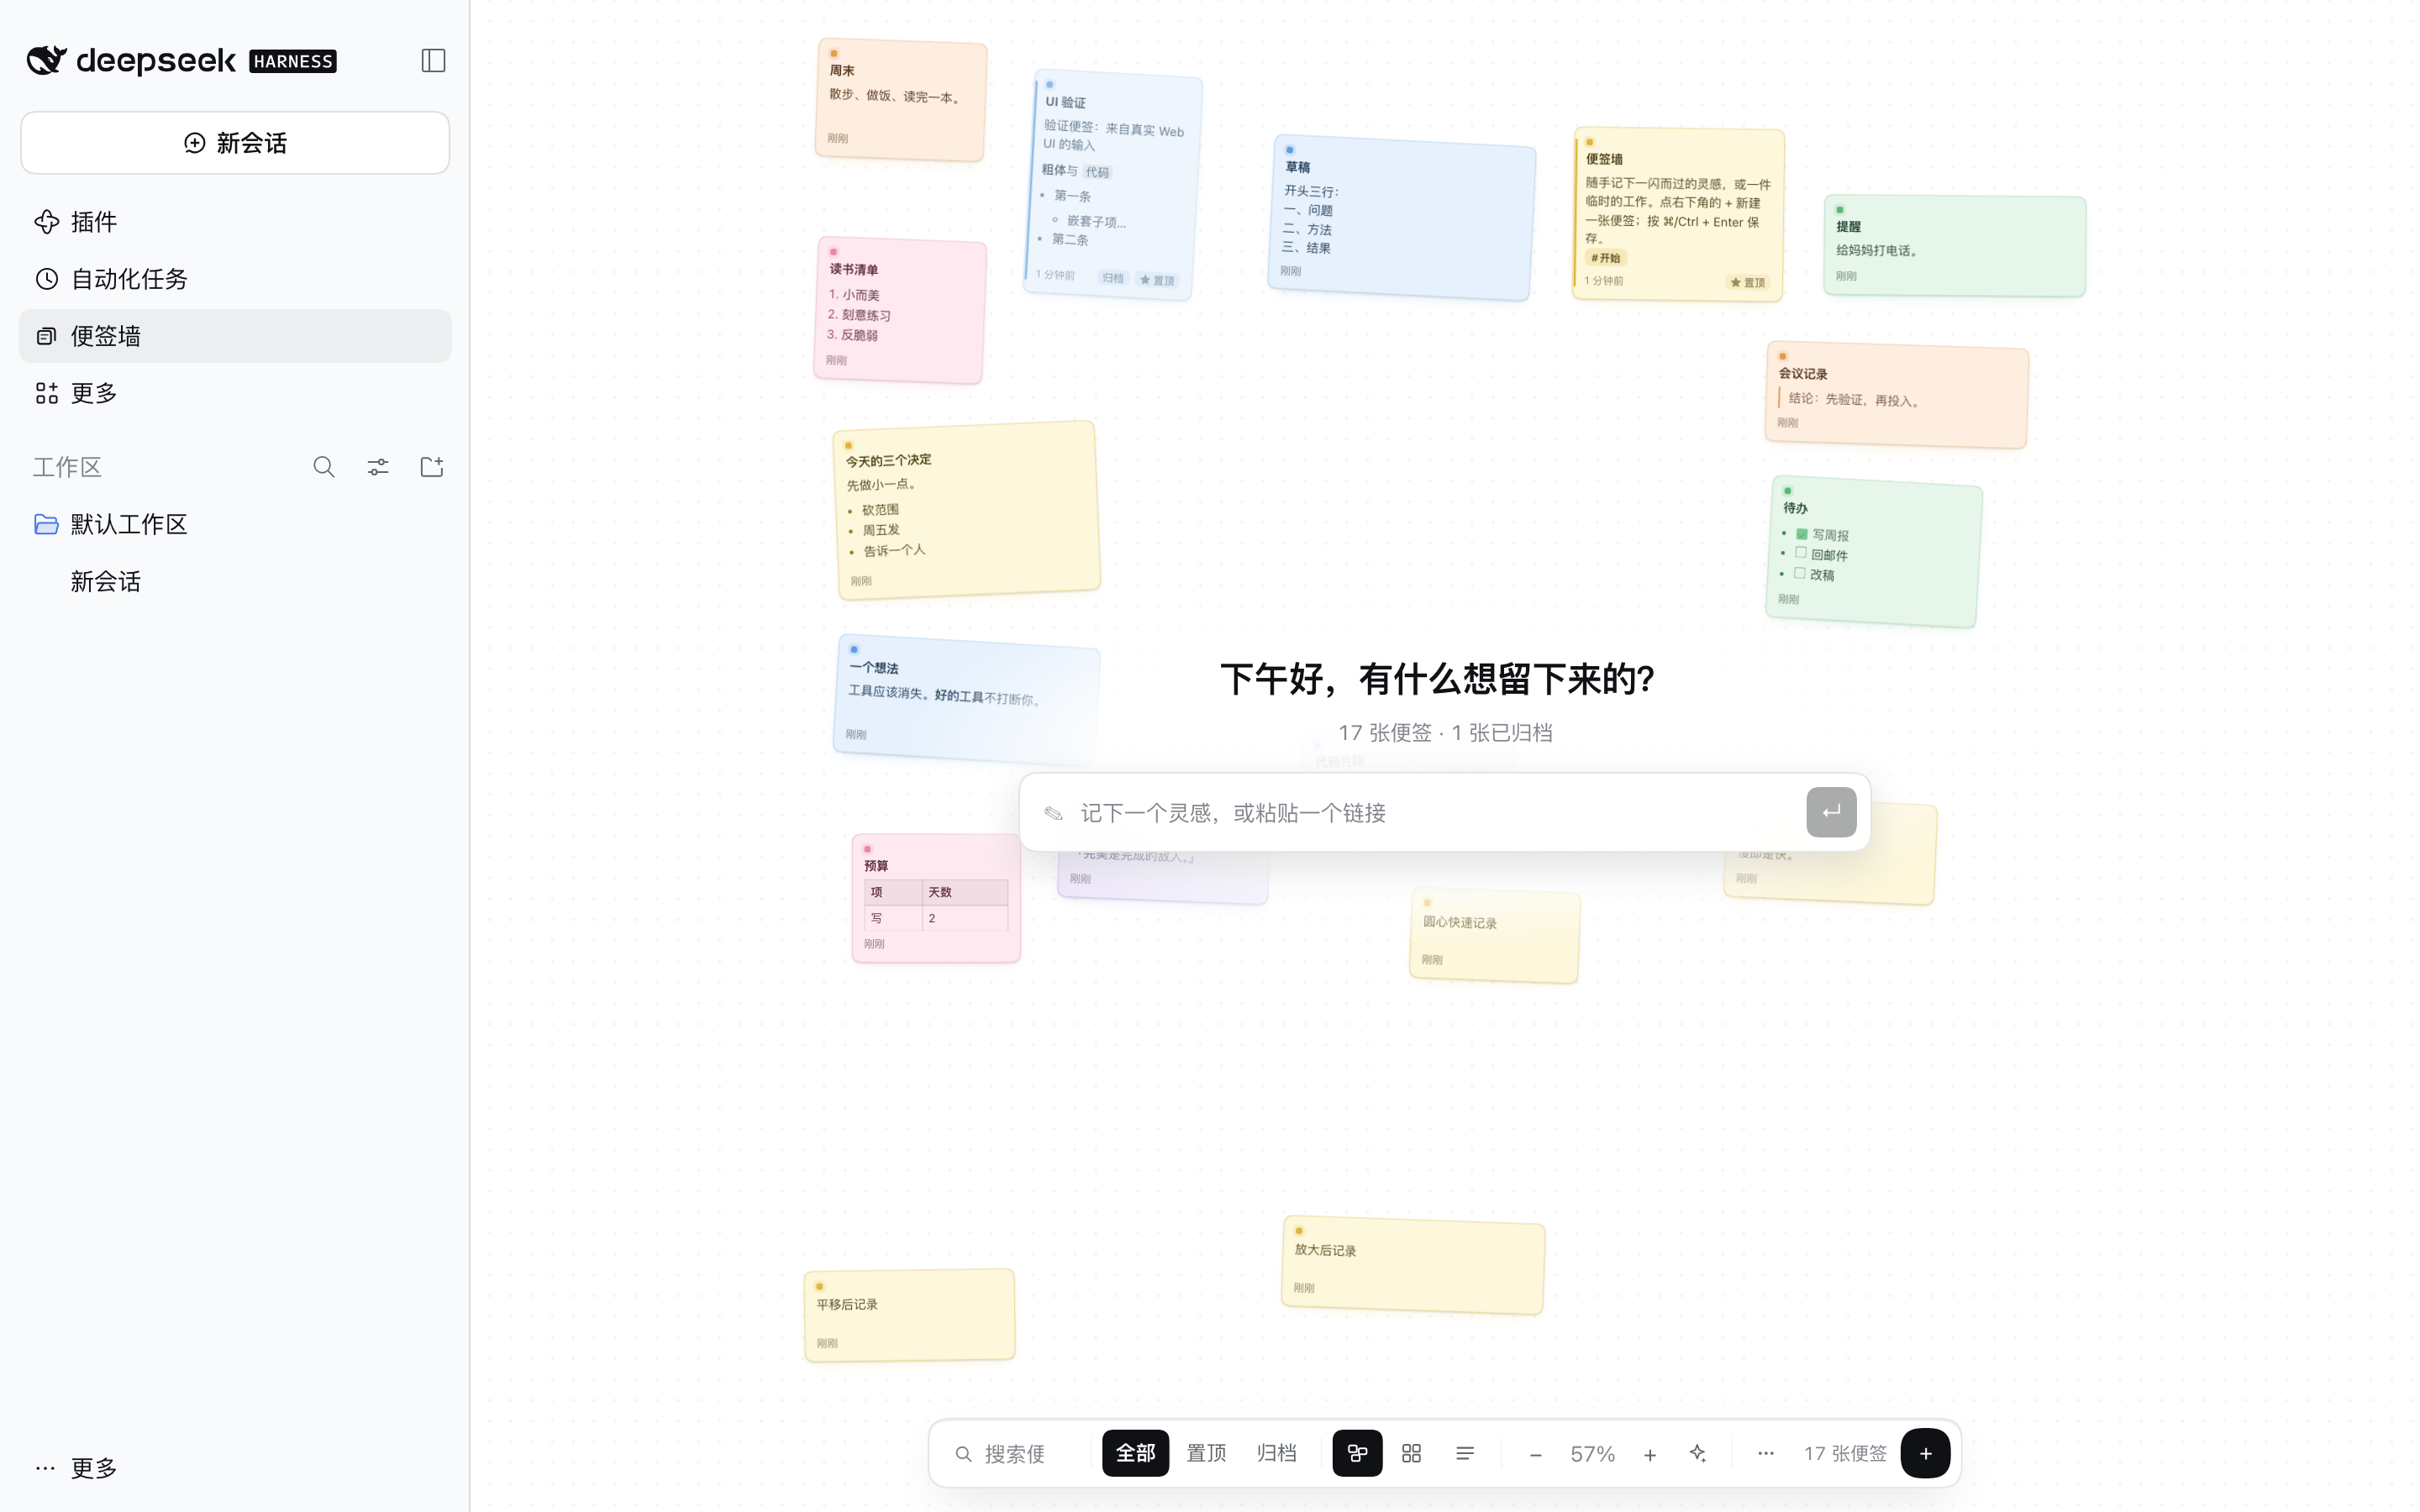 deepseek HARNESS
新会话
插件
自动化任务
便签墙
更多
工作区
默认工作区
新会话
更多
周末
散步、做饭、读完一本。
刚刚
UI 验证
验证便签：来自真实 Web
UI 的输入
粗体与 代码
• 第一条
◦ 嵌套子项...
• 第二条
1 分钟前 归档 ★ 置顶
草稿
开头三行：
一、问题
二、方法
三、结果
刚刚
便签墙
随手记下一闪而过的灵感，或一件
临时的工作。点右下角的 + 新建
一张便签；按 ⌘/Ctrl + Enter 保
存。
#开始
1 分钟前 ★ 置顶
提醒
给妈妈打电话。
刚刚
读书清单
1. 小而美
2. 刻意练习
3. 反脆弱
刚刚
会议记录
结论：先验证，再投入。
刚刚
今天的三个决定
先做小一点。
• 砍范围
• 周五发
• 告诉一个人
刚刚
待办
• 写周报
• 回邮件
• 改稿
刚刚
一个想法
工具应该消失。好的工具不打断你。
刚刚
下午好，有什么想留下来的?
17 张便签 · 1 张已归档
代码片段
记下一个灵感，或粘贴一个链接
预算
项 天数
写 2
刚刚
「完美是完成的敌人。」
刚刚
慢即是快。
刚刚
圆心快速记录
刚刚
放大后记录
刚刚
平移后记录
刚刚
搜索便 全部 置顶 归档 − 57% + ... 17 张便签 +